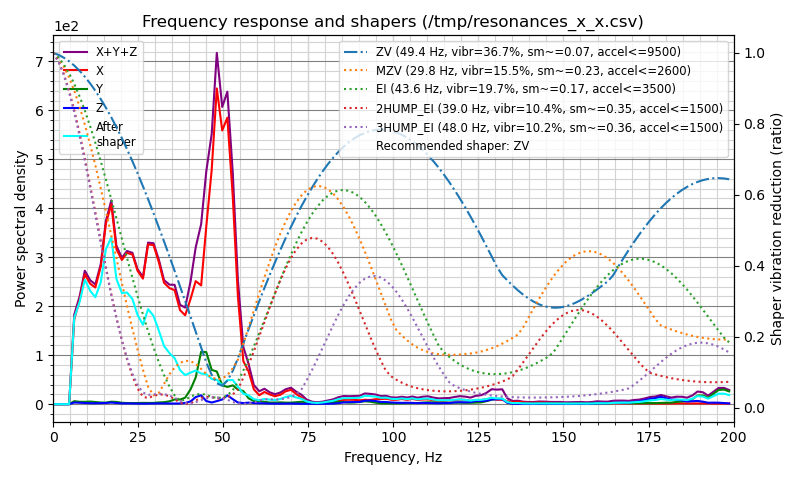 Frequency response and shapers (/tmp/resonances_x_x.csv)
1e2
X+Y+Z
X
Y
Z
After
shaper
ZV (49.4 Hz, vibr=36.7%, sm~=0.07, accel<=9500)
MZV (29.8 Hz, vibr=15.5%, sm~=0.23, accel<=2600)
EI (43.6 Hz, vibr=19.7%, sm~=0.17, accel<=3500)
2HUMP_EI (39.0 Hz, vibr=10.4%, sm~=0.35, accel<=1500)
3HUMP_EI (48.0 Hz, vibr=10.2%, sm~=0.36, accel<=1500)
Recommended shaper: ZV
Power spectral density
7
6
5
4
3
2
1
0
Shaper vibration reduction (ratio)
1.0
0.8
0.6
0.4
0.2
0.0
0 25 50 75 100 125 150 175 200
Frequency, Hz